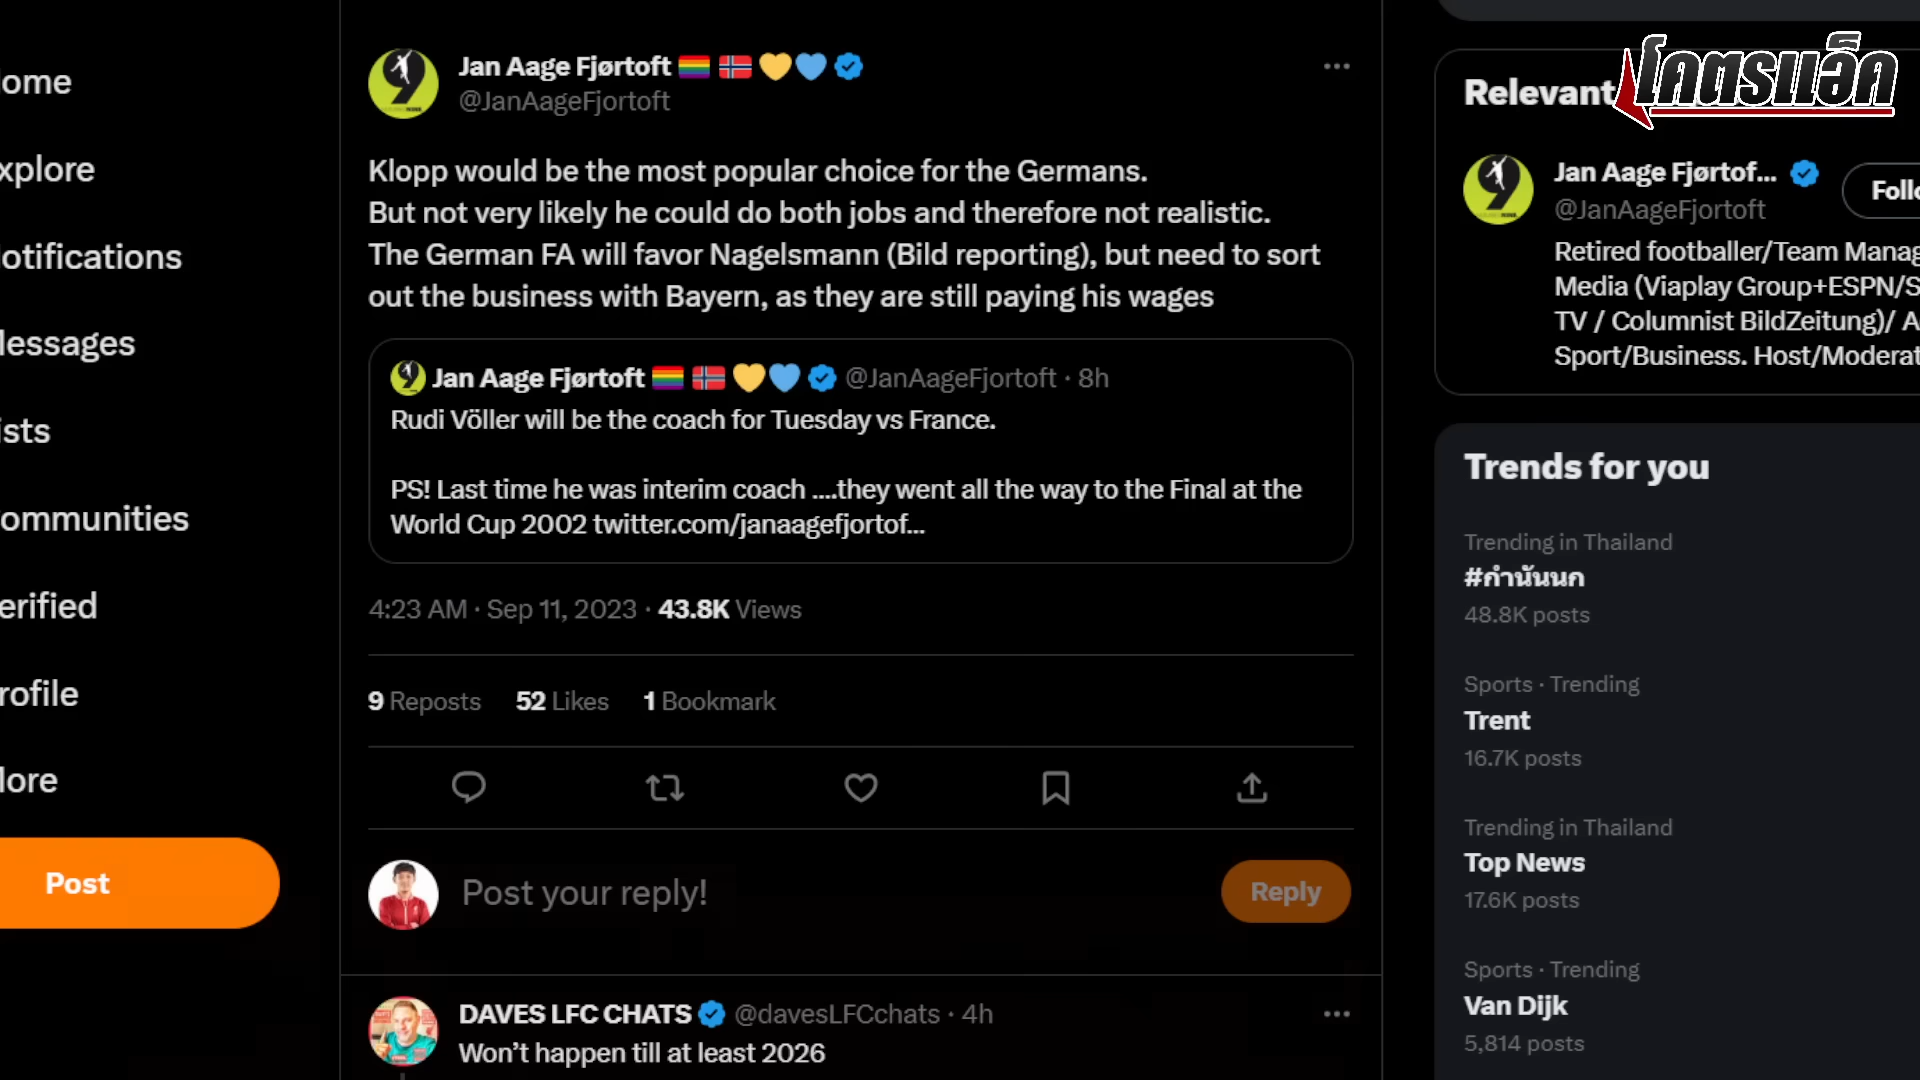 Jan Aage Fjørtoft
@JanAageFjortoft
Klopp would be the most popular choice for the Germans.
But not very likely he could do both jobs and therefore not realistic.
The German FA will favor Nagelsmann (Bild reporting), but need to sort
out the business with Bayern, as they are still paying his wages
Jan Aage Fjørtoft @JanAageFjortoft · 8h
Rudi Völler will be the coach for Tuesday vs France.
PS! Last time he was interim coach ....they went all the way to the Final at the
World Cup 2002 twitter.com/janaagefjortof...
4:23 AM · Sep 11, 2023 · 43.8K Views
9 Reposts 52 Likes 1 Bookmark
Post your reply!
Reply
DAVES LFC CHATS @davesLFCchats · 4h
Won't happen till at least 2026
ome
xplore
otifications
essages
ists
ommunities
erified
rofile
ore
Post
Relevant
โคตรแอ็ค
Jan Aage Fjørtof...
@JanAageFjortoft
Follo
Retired footballer/Team Manag
Media (Viaplay Group+ESPN/S
TV / Columnist BildZeitung)/ A
Sport/Business. Host/Moderat
Trends for you
Trending in Thailand
#กำนันนก
48.8K posts
Sports · Trending
Trent
16.7K posts
Trending in Thailand
Top News
17.6K posts
Sports · Trending
Van Dijk
5,814 posts